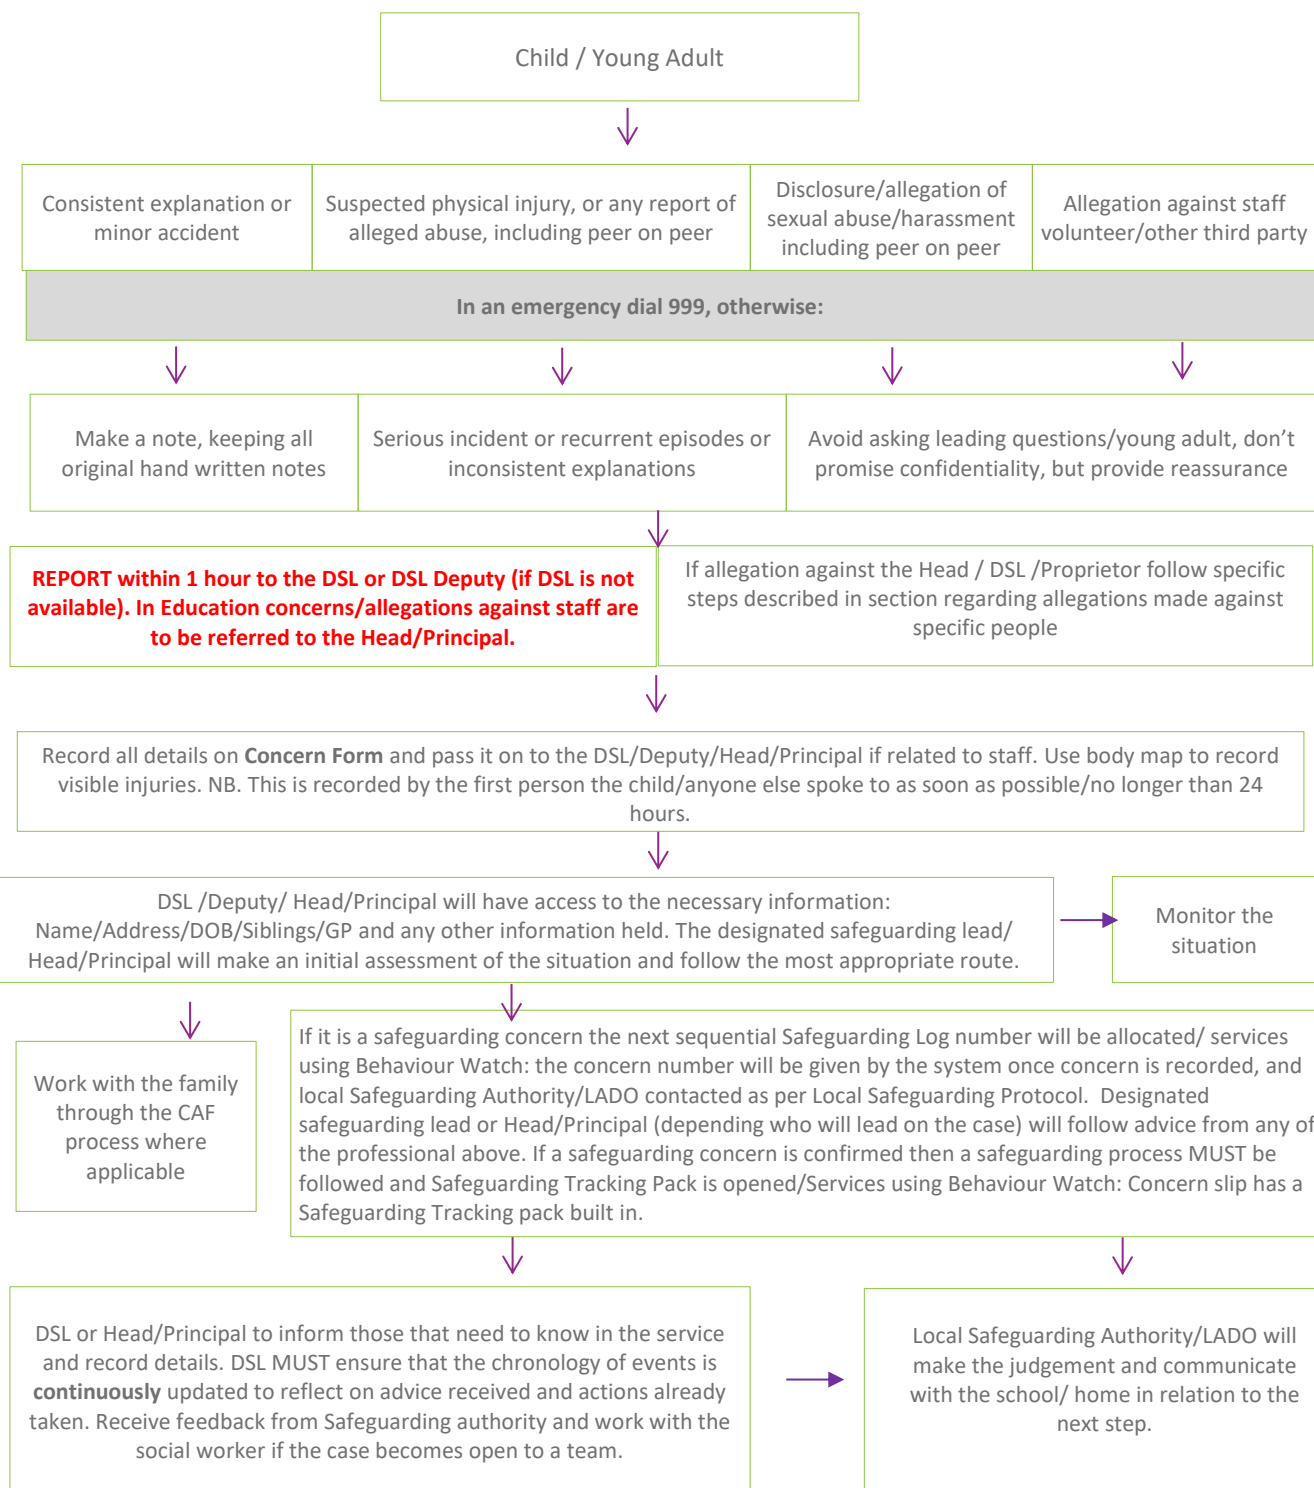 Child / Young Adult
Consistent explanation or
minor accident
Suspected physical injury, or any report of
alleged abuse, including peer on peer
Disclosure/allegation of
sexual abuse/harassment
including peer on peer
Allegation against staff
volunteer/other third party
In an emergency dial 999, otherwise:
Make a note, keeping all
original hand written notes
Serious incident or recurrent episodes or
inconsistent explanations
Avoid asking leading questions/young adult, don’t
promise confidentiality, but provide reassurance
REPORT within 1 hour to the DSL or DSL Deputy (if DSL is not
available). In Education concerns/allegations against staff are
to be referred to the Head/Principal.
If allegation against the Head / DSL /Proprietor follow specific
steps described in section regarding allegations made against
specific people
Record all details on Concern Form and pass it on to the DSL/Deputy/Head/Principal if related to staff. Use body map to record
visible injuries. NB. This is recorded by the first person the child/anyone else spoke to as soon as possible/no longer than 24
hours.
DSL /Deputy/ Head/Principal will have access to the necessary information:
Name/Address/DOB/Siblings/GP and any other information held. The designated safeguarding lead/
Head/Principal will make an initial assessment of the situation and follow the most appropriate route.
Monitor the
situation
Work with the family
through the CAF
process where
applicable
If it is a safeguarding concern the next sequential Safeguarding Log number will be allocated/ services
using Behaviour Watch: the concern number will be given by the system once concern is recorded, and
local Safeguarding Authority/LADO contacted as per Local Safeguarding Protocol.  Designated
safeguarding lead or Head/Principal (depending who will lead on the case) will follow advice from any of
the professional above. If a safeguarding concern is confirmed then a safeguarding process MUST be
followed and Safeguarding Tracking Pack is opened/Services using Behaviour Watch: Concern slip has a
Safeguarding Tracking pack built in.
DSL or Head/Principal to inform those that need to know in the service
and record details. DSL MUST ensure that the chronology of events is
continuously updated to reflect on advice received and actions already
taken. Receive feedback from Safeguarding authority and work with the
social worker if the case becomes open to a team.
Local Safeguarding Authority/LADO will
make the judgement and communicate
with the school/ home in relation to the
next step.